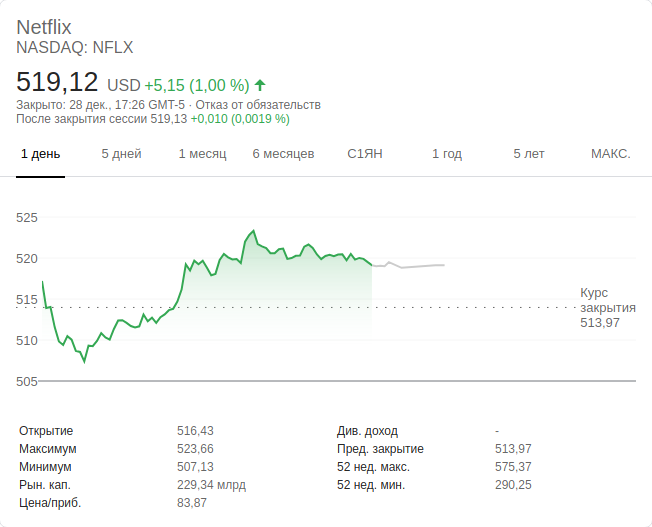 Netflix
NASDAQ: NFLX
519,12 USD +5,15 (1,00 %)
Закрыто: 28 дек., 17:26 GMT-5 · Отказ от обязательств
После закрытия сессии 519,13 +0,010 (0,0019 %)
1 день 5 дней 1 месяц 6 месяцев С1ЯН 1 год 5 лет МАКС.
525
520
515
510
505
Курс
закрытия
513,97
Открытие 516,43 Див. доход -
Максимум 523,66 Пред. закрытие 513,97
Минимум 507,13 52 нед. макс. 575,37
Рын. кап. 229,34 млрд 52 нед. мин. 290,25
Цена/приб. 83,87